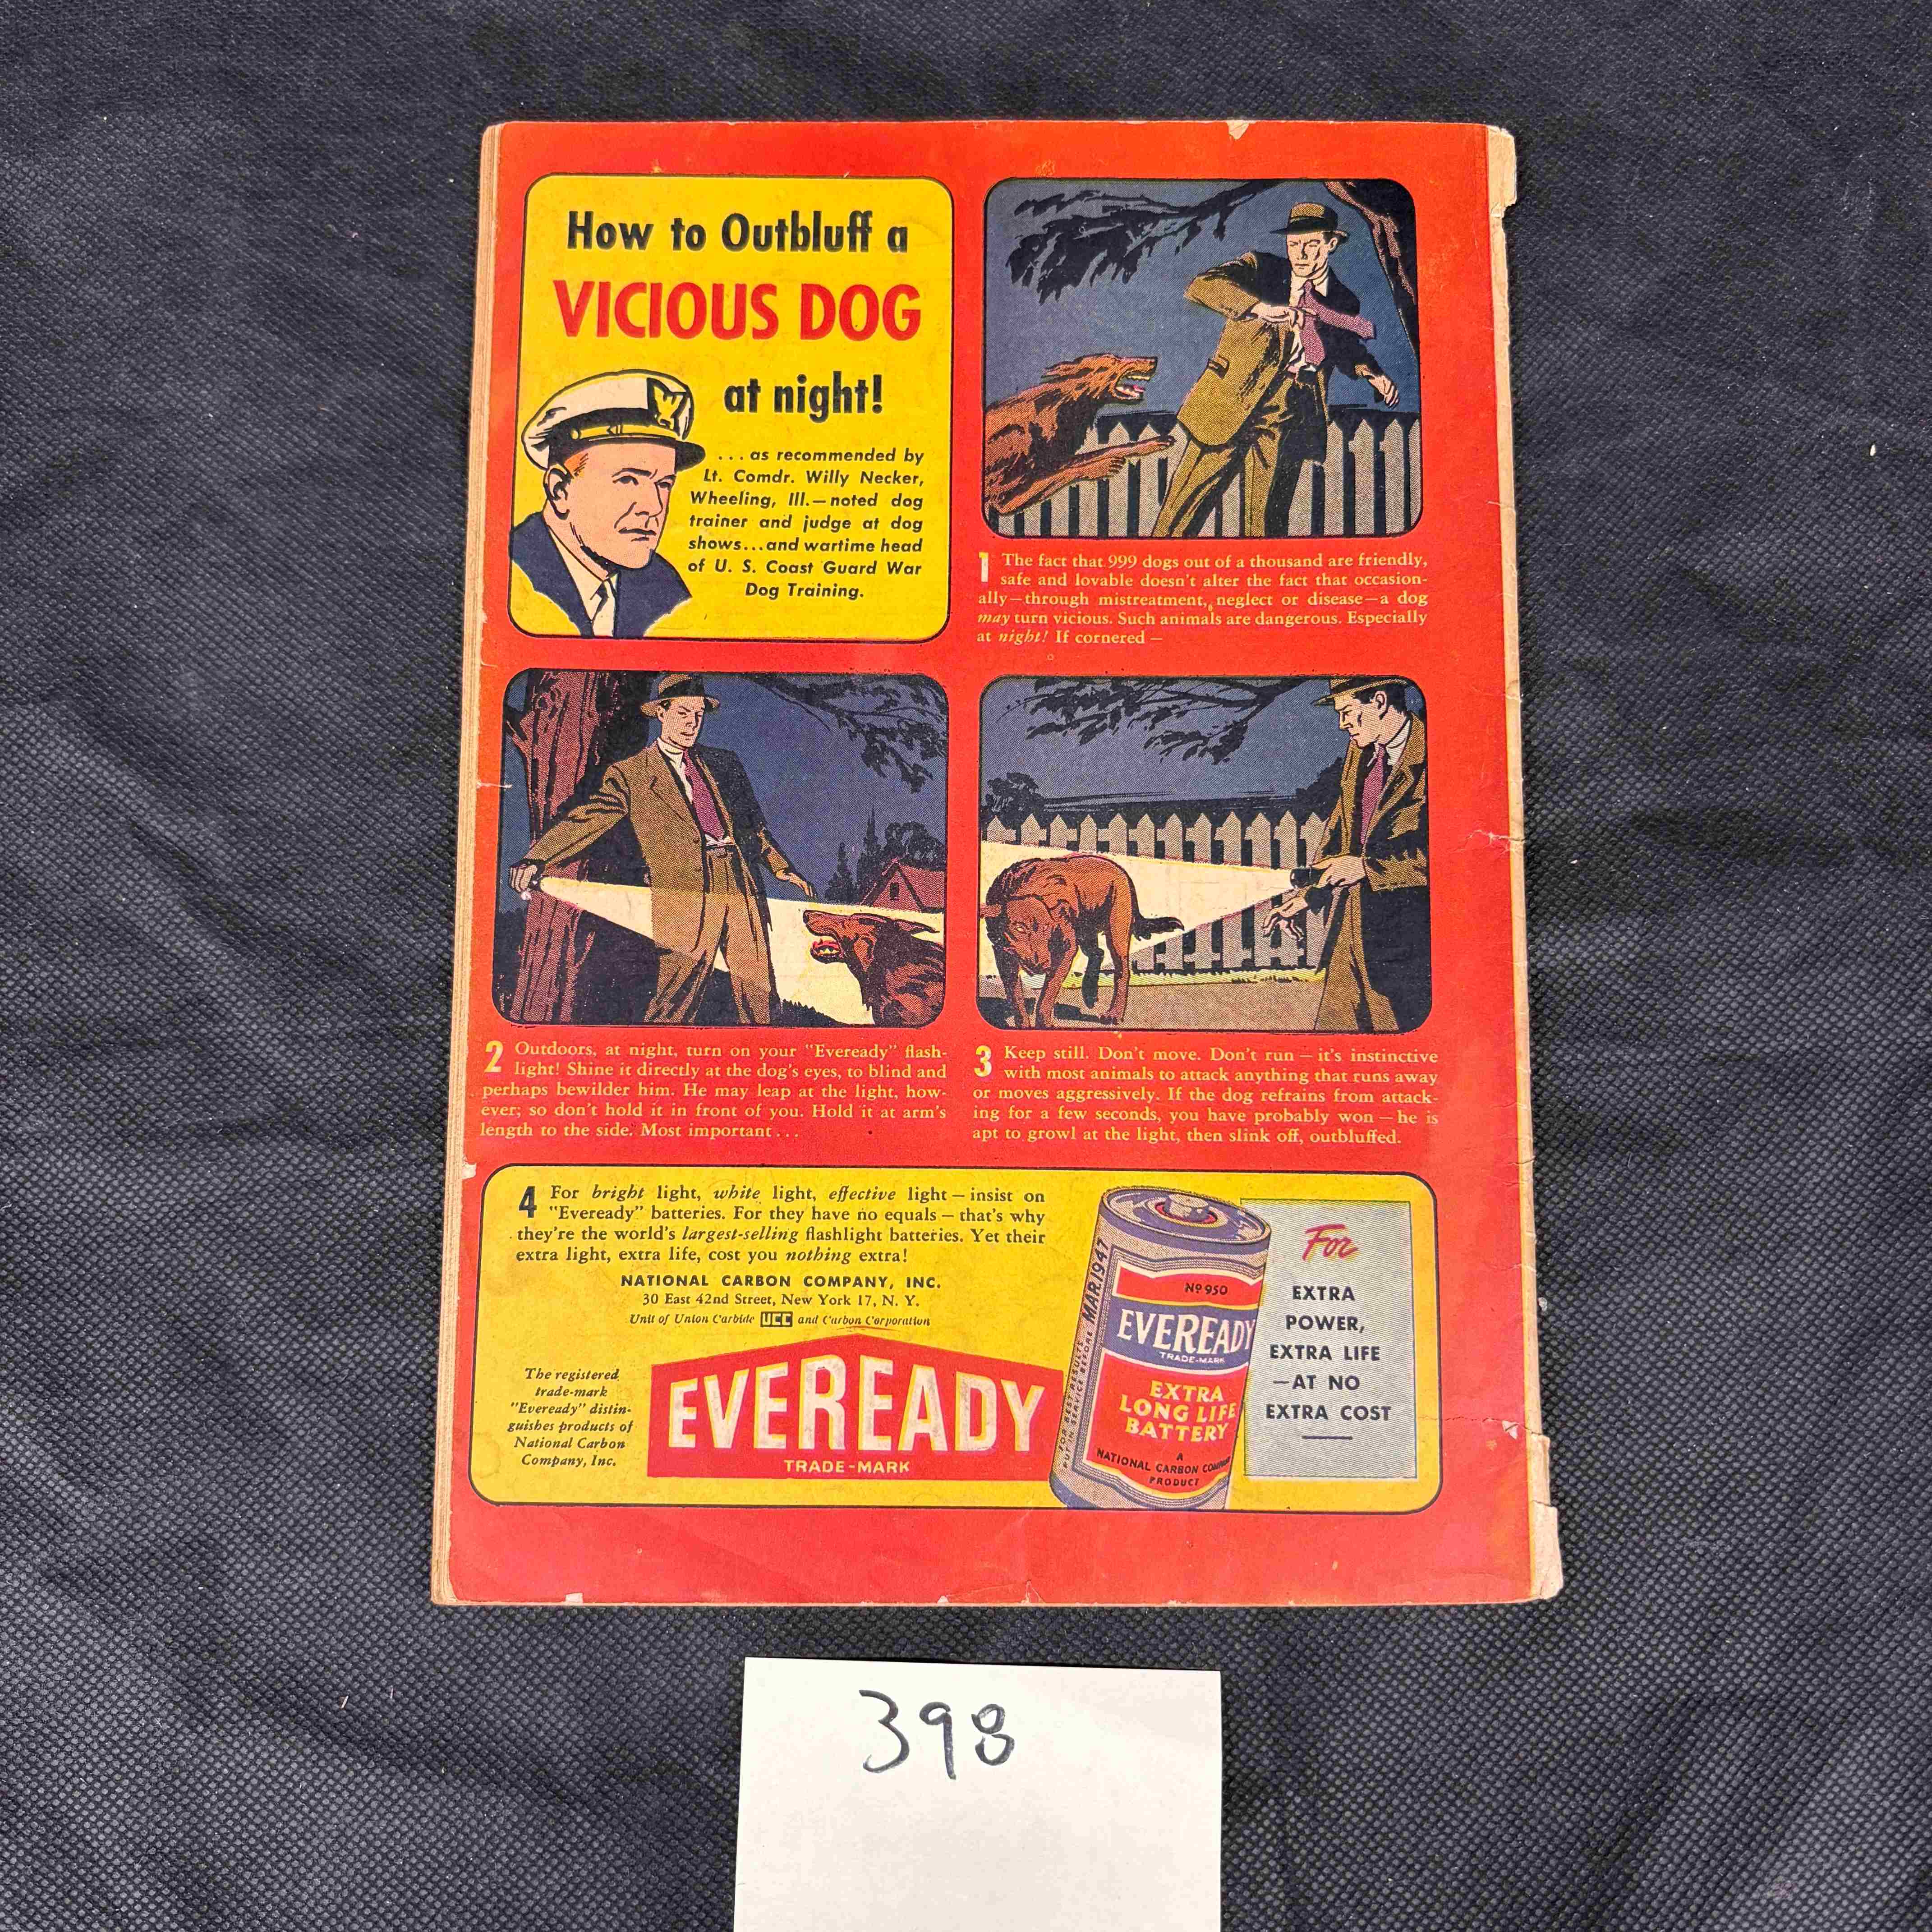 How to Outbluff a
VICIOUS DOG
at night!
... as recommended by
Lt. Comdr. Willy Necker,
Wheeling, Ill.—noted dog
trainer and judge at dog
shows...and wartime head
of U. S. Coast Guard War
Dog Training.
1 The fact that 999 dogs out of a thousand are friendly,
safe and lovable doesn't alter the fact that occasion-
ally—through mistreatment, neglect or disease—a dog
may turn vicious. Such animals are dangerous. Especially
at night! If cornered —
2 Outdoors, at night, turn on your "Eveready" flash-
light! Shine it directly at the dog's eyes, to blind and
perhaps bewilder him. He may leap at the light, how-
ever; so don't hold it in front of you. Hold it at arm's
length to the side. Most important . . .
3 Keep still. Don't move. Don't run — it's instinctive
with most animals to attack anything that runs away
or moves aggressively. If the dog refrains from attack-
ing for a few seconds, you have probably won — he is
apt to growl at the light, then slink off, outbluffed.
4 For bright light, white light, effective light — insist on
"Eveready" batteries. For they have no equals — that's why
they're the world's largest-selling flashlight batteries. Yet their
extra light, extra life, cost you nothing extra!
NATIONAL CARBON COMPANY, INC.
30 East 42nd Street, New York 17, N. Y.
Unit of Union Carbide UCC and Carbon Corporation
The registered
trade-mark
"Eveready" distin-
guishes products of
National Carbon
Company, Inc.
EVEREADY
TRADE-MARK
FOR BEST RESULTS
PUT IN SERVICE BEFORE MAR.1947
No 950
EVEREADY
TRADE-MARK
EXTRA
LONG LIFE
BATTERY
A
NATIONAL CARBON
PRODUCT
For
EXTRA
POWER,
EXTRA LIFE
—AT NO
EXTRA COST
398